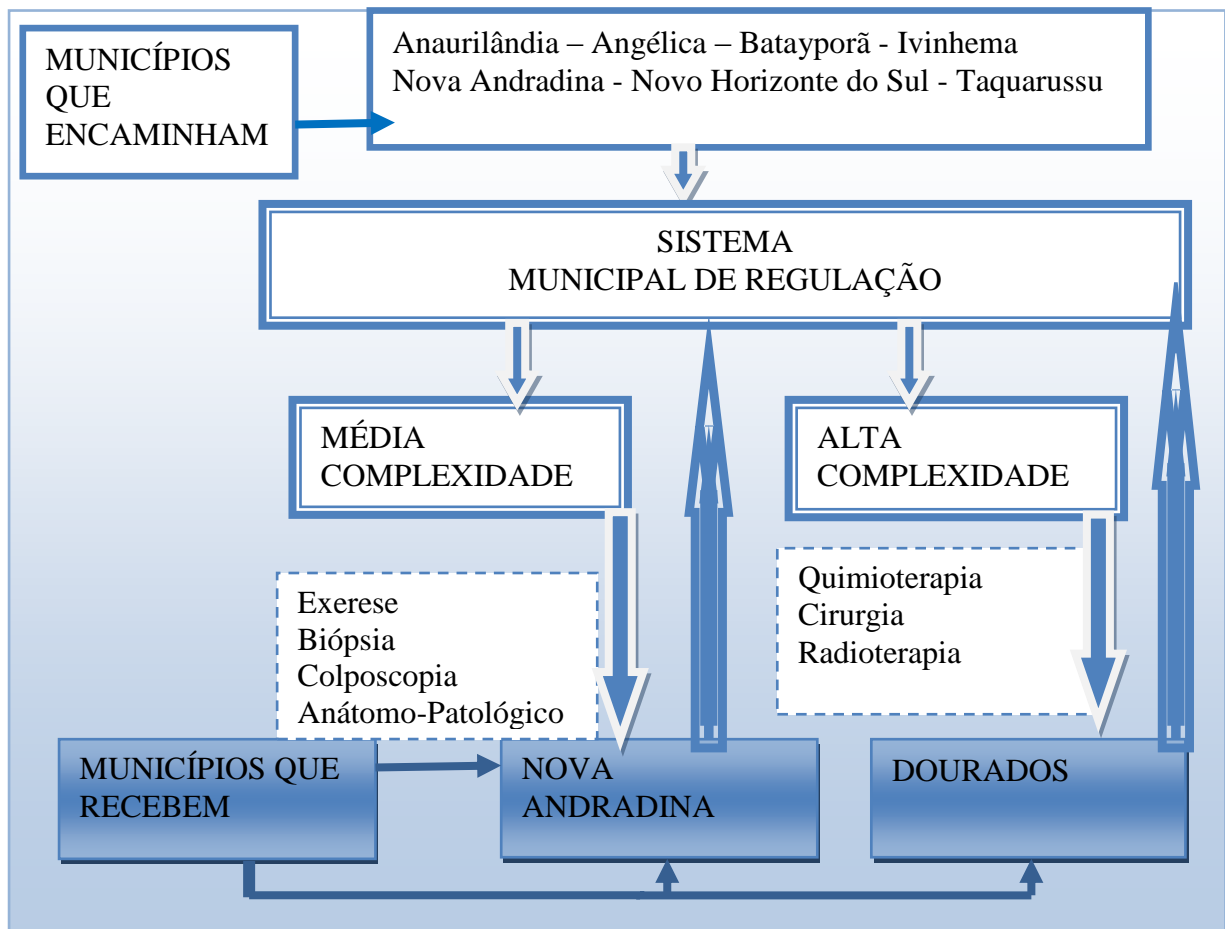 MUNICÍPIOS
QUE
ENCAMINHAM
Anaurilândia – Angélica – Batayporã - Ivinhema
Nova Andradina - Novo Horizonte do Sul - Taquarussu
SISTEMA
MUNICIPAL DE REGULAÇÃO
MÉDIA
COMPLEXIDADE
ALTA
COMPLEXIDADE
Exerese
Biópsia
Colposcopia
Anátomo-Patológico
Quimioterapia
Cirurgia
Radioterapia
MUNICÍPIOS QUE
RECEBEM
NOVA
ANDRADINA
DOURADOS